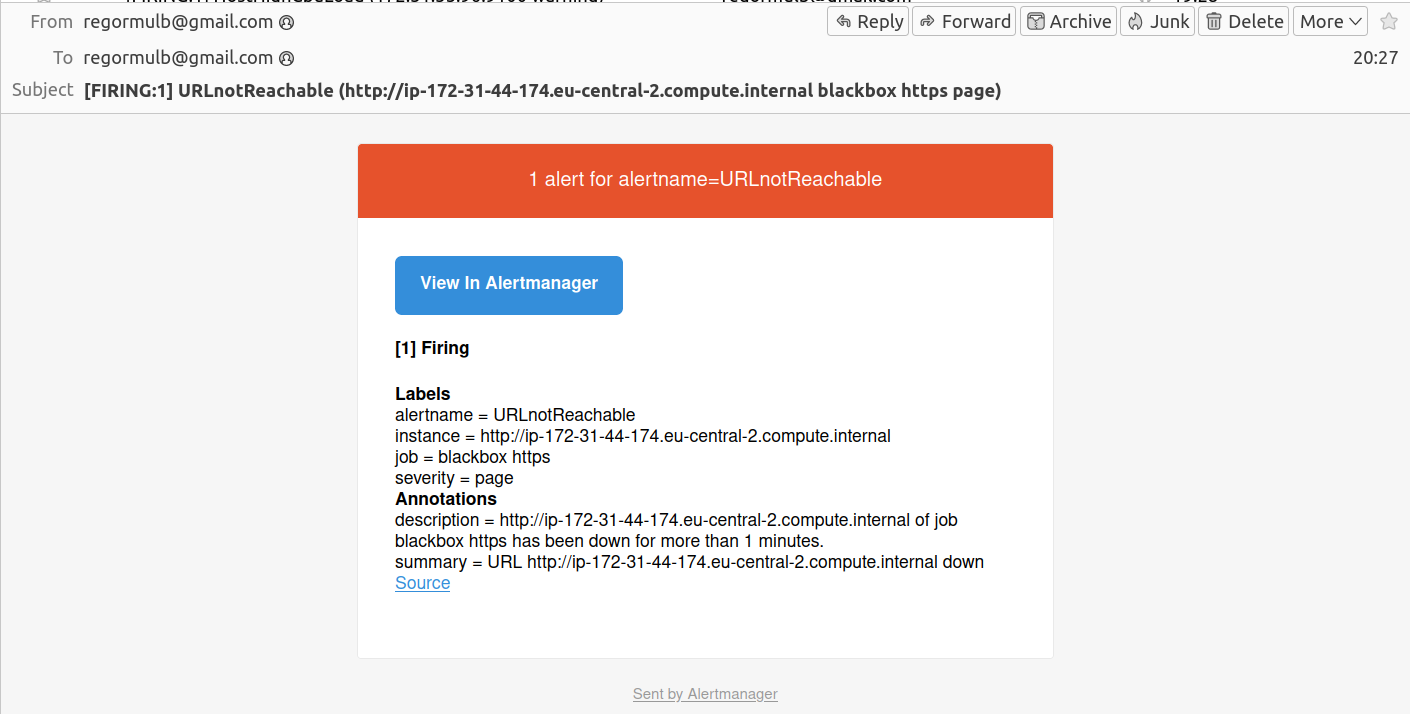 From regormulb@gmail.com Reply Forward Archive Junk Delete More
To regormulb@gmail.com 20:27
Subject [FIRING:1] URLnotReachable (http://ip-172-31-44-174.eu-central-2.compute.internal blackbox https page)
1 alert for alertname=URLnotReachable
View In Alertmanager
[1] Firing
Labels
alertname = URLnotReachable
instance = http://ip-172-31-44-174.eu-central-2.compute.internal
job = blackbox https
severity = page
Annotations
description = http://ip-172-31-44-174.eu-central-2.compute.internal of job
blackbox https has been down for more than 1 minutes.
summary = URL http://ip-172-31-44-174.eu-central-2.compute.internal down
Source
Sent by Alertmanager